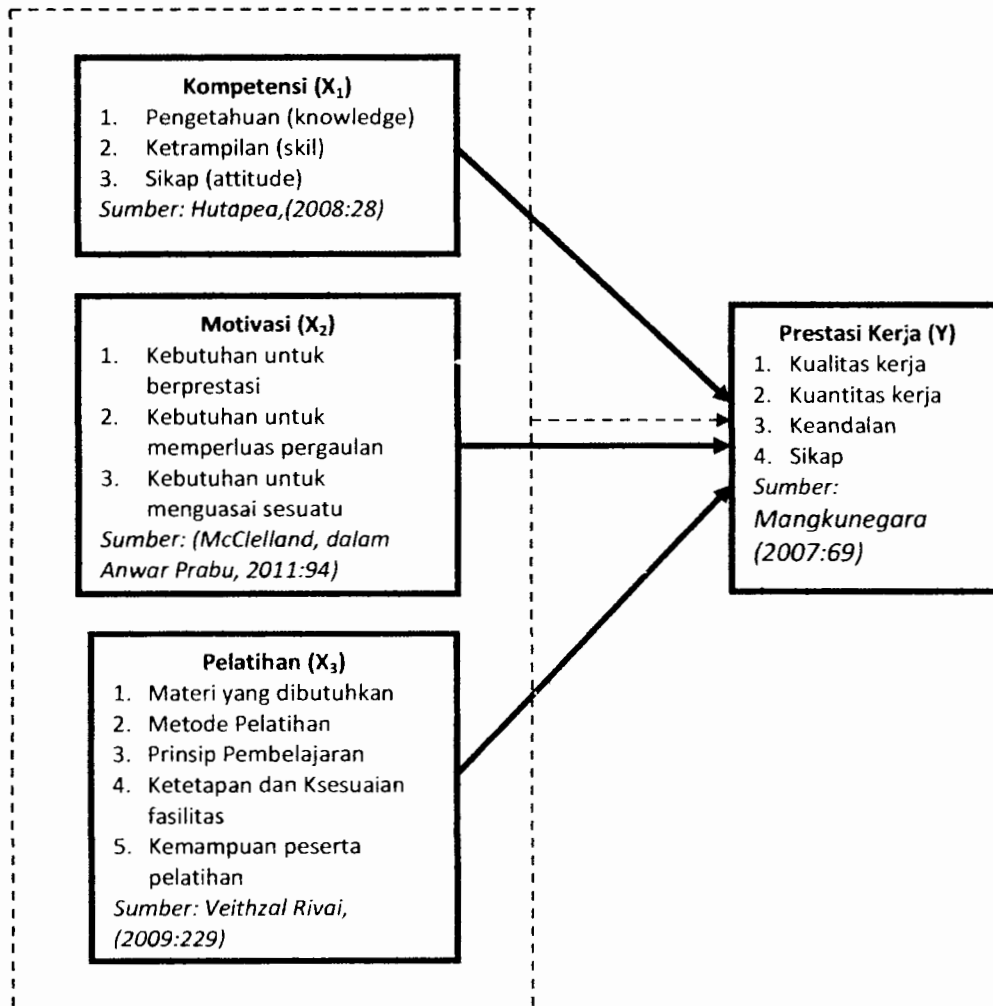 Kompetensi (X₁)
1. Pengetahuan (knowledge)
2. Ketrampilan (skil)
3. Sikap (attitude)
Sumber: Hutapea,(2008:28)
Motivasi (X₂)
1. Kebutuhan untuk
berprestasi
2. Kebutuhan untuk
memperluas pergaulan
3. Kebutuhan untuk
menguasai sesuatu
Sumber: (McClelland, dalam
Anwar Prabu, 2011:94)
Pelatihan (X₃)
1. Materi yang dibutuhkan
2. Metode Pelatihan
3. Prinsip Pembelajaran
4. Ketetapan dan Ksesuaian
fasilitas
5. Kemampuan peserta
pelatihan
Sumber: Veithzal Rivai,
(2009:229)
Prestasi Kerja (Y)
1. Kualitas kerja
2. Kuantitas kerja
3. Keandalan
4. Sikap
Sumber:
Mangkunegara
(2007:69)